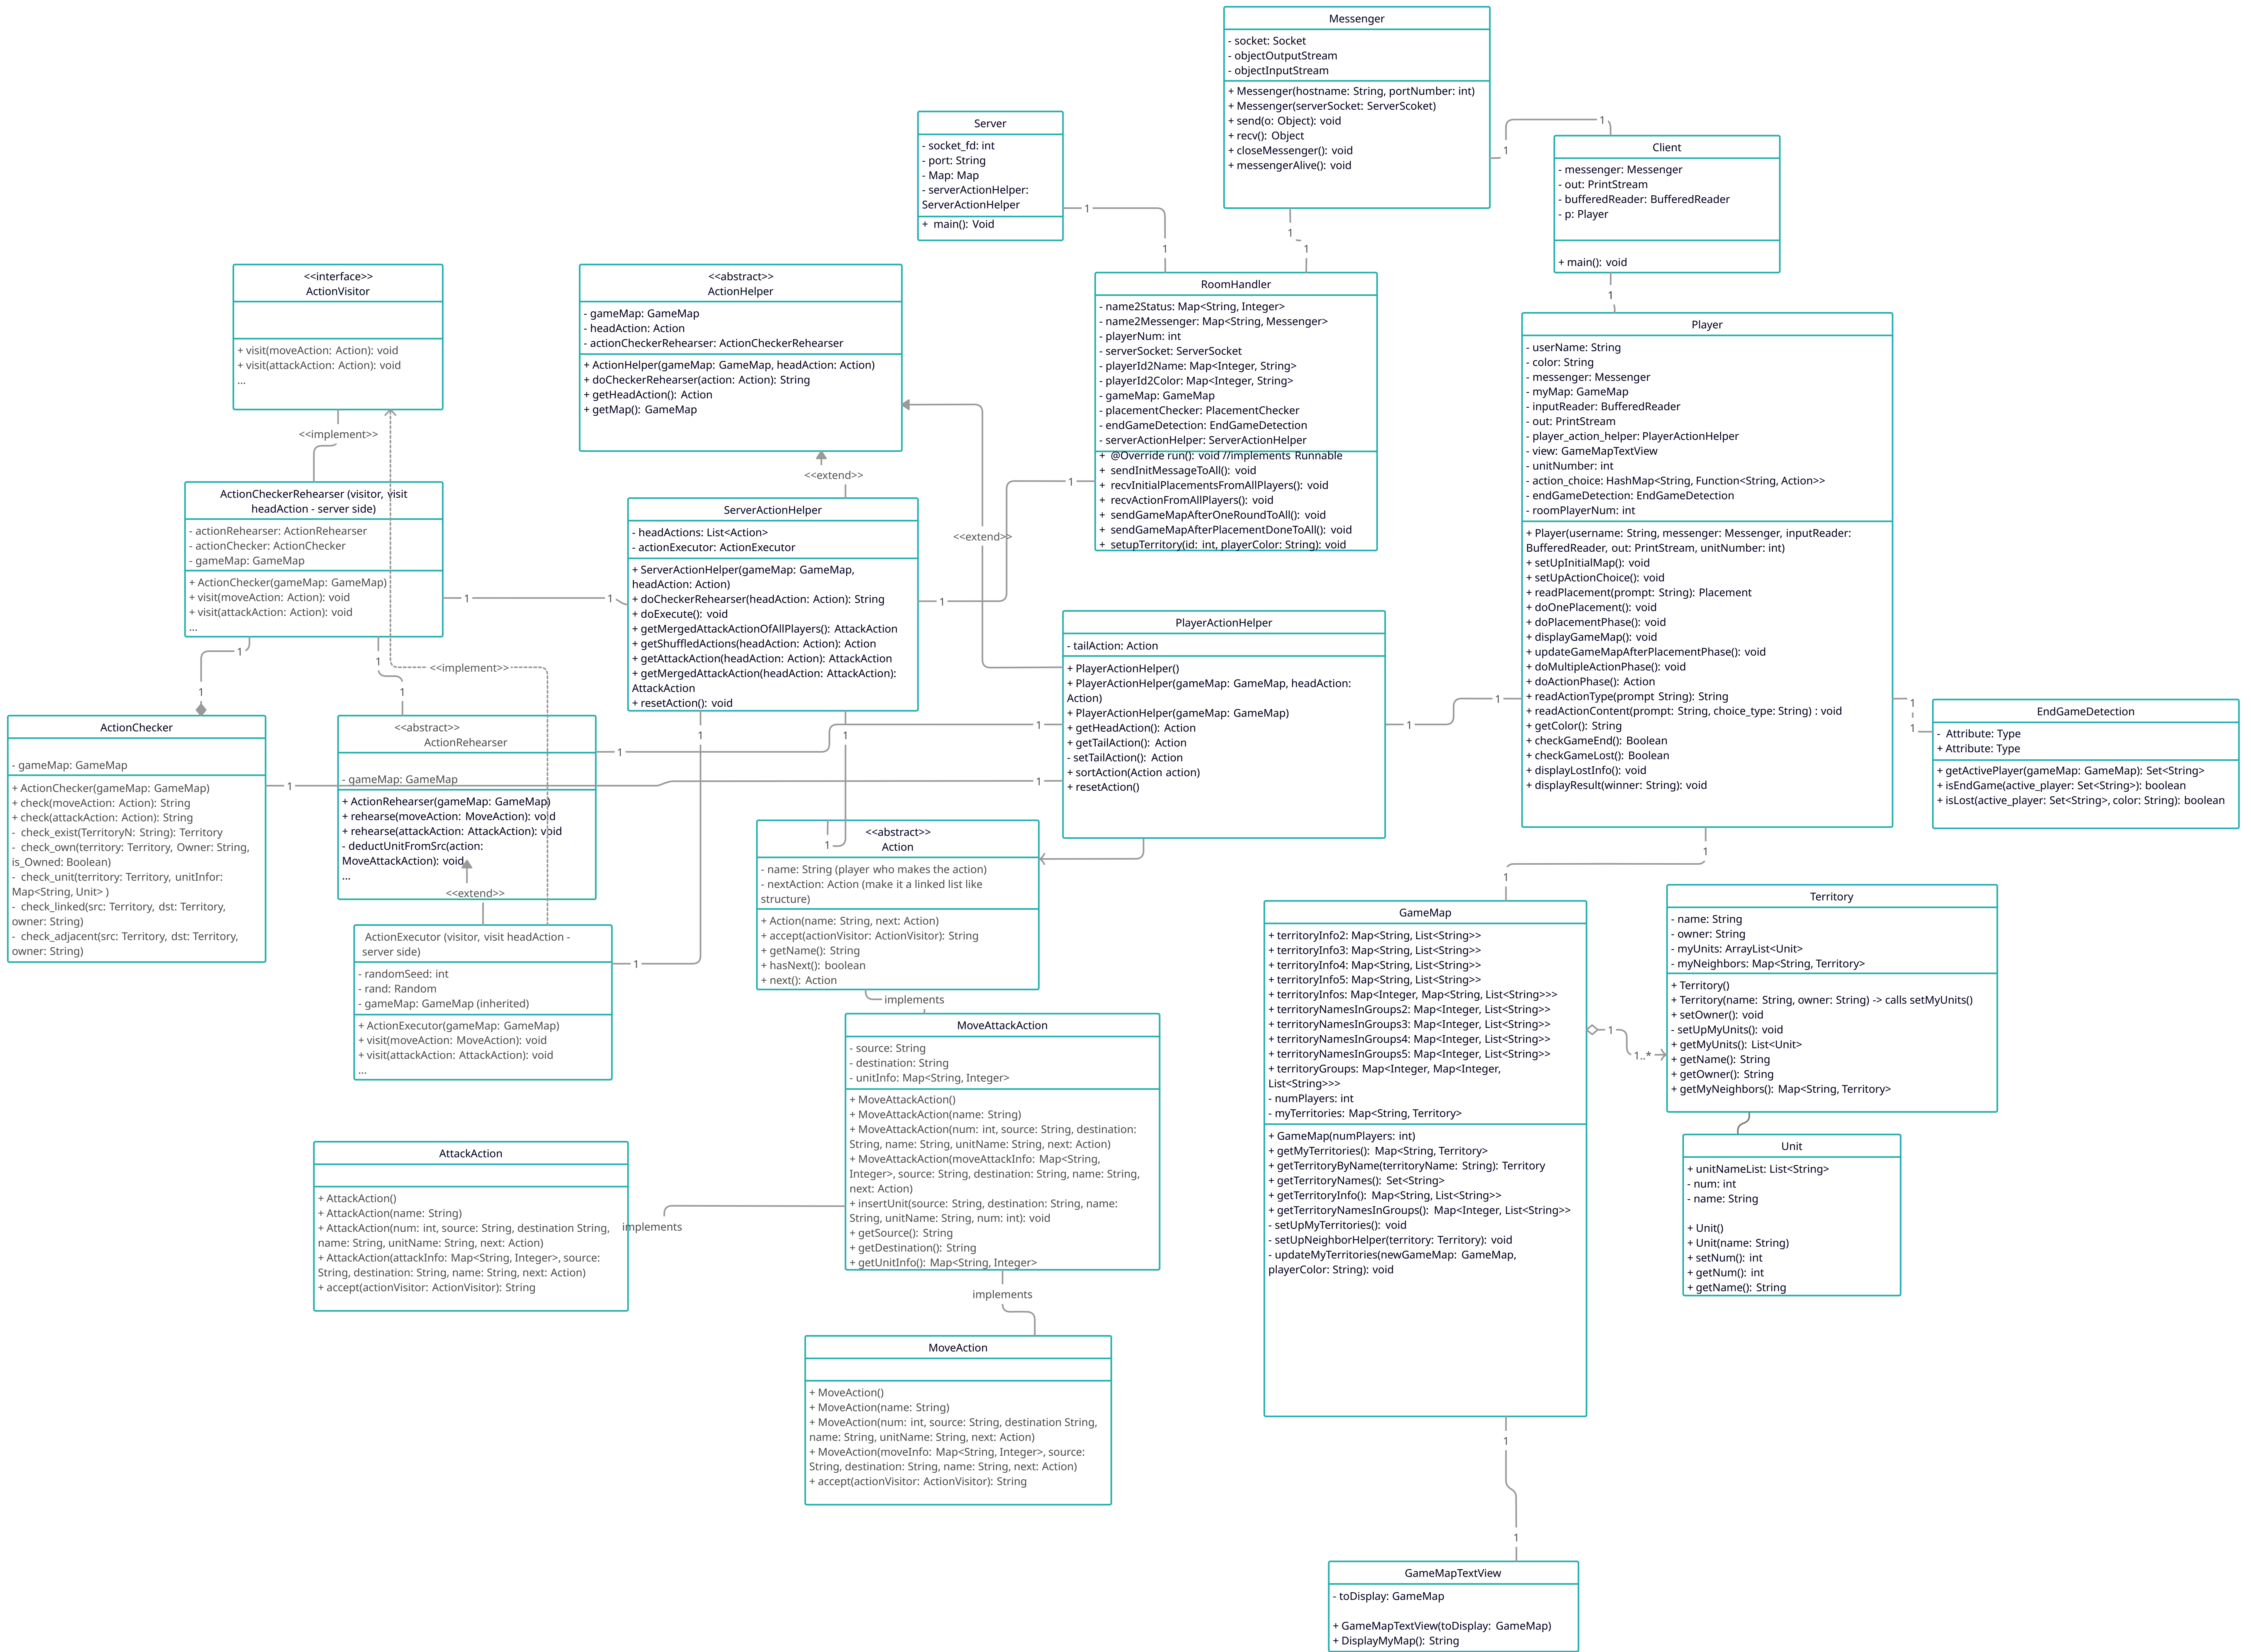 Messenger
- socket: Socket
- objectOutputStream
- objectInputStream
+ Messenger(hostname: String, portNumber: int)
+ Messenger(serverSocket: ServerScoket)
+ send(o: Object): void
+ recv(): Object
+ closeMessenger(): void
+ messengerAlive(): void
1
1
1
1
Server
- socket_fd: int
- port: String
- Map: Map
- serverActionHelper:
ServerActionHelper
+ main(): Void
1
1
Client
- messenger: Messenger
- out: PrintStream
- bufferedReader: BufferedReader
- p: Player
+ main(): void
1
<<interface>>
ActionVisitor
+ visit(moveAction: Action): void
+ visit(attackAction: Action): void
...
<<implement>>
<<abstract>>
ActionHelper
- gameMap: GameMap
- headAction: Action
- actionCheckerRehearser: ActionCheckerRehearser
+ ActionHelper(gameMap: GameMap, headAction: Action)
+ doCheckerRehearser(action: Action): String
+ getHeadAction(): Action
+ getMap(): GameMap
<<extend>>
<<extend>>
RoomHandler
- name2Status: Map<String, Integer>
- name2Messenger: Map<String, Messenger>
- playerNum: int
- serverSocket: ServerSocket
- playerId2Name: Map<Integer, String>
- playerId2Color: Map<Integer, String>
- gameMap: GameMap
- placementChecker: PlacementChecker
- endGameDetection: EndGameDetection
- serverActionHelper: ServerActionHelper
+ @Override run(): void //implements Runnable
+ sendInitMessageToAll(): void
+ recvInitialPlacementsFromAllPlayers(): void
+ recvActionFromAllPlayers(): void
+ sendGameMapAfterOneRoundToAll(): void
+ sendGameMapAfterPlacementDoneToAll(): void
+ setupTerritory(id: int, playerColor: String): void
1
1
Player
- userName: String
- color: String
- messenger: Messenger
- myMap: GameMap
- inputReader: BufferedReader
- out: PrintStream
- player_action_helper: PlayerActionHelper
- view: GameMapTextView
- unitNumber: int
- action_choice: HashMap<String, Function<String, Action>>
- endGameDetection: EndGameDetection
- roomPlayerNum: int
+ Player(username: String, messenger: Messenger, inputReader:
BufferedReader, out: PrintStream, unitNumber: int)
+ setUpInitialMap(): void
+ setUpActionChoice(): void
+ readPlacement(prompt: String): Placement
+ doOnePlacement(): void
+ doPlacementPhase(): void
+ displayGameMap(): void
+ updateGameMapAfterPlacementPhase(): void
+ doMultipleActionPhase(): void
+ doActionPhase(): Action
+ readActionType(prompt String): String
+ readActionContent(prompt: String, choice_type: String) : void
+ getColor(): String
+ checkGameEnd(): Boolean
+ checkGameLost(): Boolean
+ displayLostInfo(): void
+ displayResult(winner: String): void
1
1
1
1
ActionCheckerRehearser (visitor, visit
headAction - server side)
- actionRehearser: ActionRehearser
- actionChecker: ActionChecker
- gameMap: GameMap
+ ActionChecker(gameMap: GameMap)
+ visit(moveAction: Action): void
+ visit(attackAction: Action): void
...
1
1
1
1
1
1
<<implement>>
ServerActionHelper
- headActions: List<Action>
- actionExecutor: ActionExecutor
+ ServerActionHelper(gameMap: GameMap,
headAction: Action)
+ doCheckerRehearser(headAction: Action): String
+ doExecute(): void
+ getMergedAttackActionOfAllPlayers(): AttackAction
+ getShuffledActions(headAction: Action): Action
+ getAttackAction(headAction: Action): AttackAction
+ getMergedAttackAction(headAction: AttackAction):
AttackAction
+ resetAction(): void
1
1
1
1
PlayerActionHelper
- tailAction: Action
+ PlayerActionHelper()
+ PlayerActionHelper(gameMap: GameMap, headAction:
Action)
+ PlayerActionHelper(gameMap: GameMap)
+ getHeadAction(): Action
+ getTailAction(): Action
- setTailAction(): Action
+ sortAction(Action action)
+ resetAction()
1
1
1
1
1
1
EndGameDetection
- Attribute: Type
+ Attribute: Type
+ getActivePlayer(gameMap: GameMap): Set<String>
+ isEndGame(active_player: Set<String>): boolean
+ isLost(active_player: Set<String>, color: String): boolean
ActionChecker
- gameMap: GameMap
+ ActionChecker(gameMap: GameMap)
+ check(moveAction: Action): String
+ check(attackAction: Action): String
- check_exist(TerritoryN: String): Territory
- check_own(territory: Territory, Owner: String,
is_Owned: Boolean)
- check_unit(territory: Territory, unitInfor:
Map<String, Unit> )
- check_linked(src: Territory, dst: Territory,
owner: String)
- check_adjacent(src: Territory, dst: Territory,
owner: String)
<<abstract>>
ActionRehearser
- gameMap: GameMap
+ ActionRehearser(gameMap: GameMap)
+ rehearse(moveAction: MoveAction): void
+ rehearse(attackAction: AttackAction): void
- deductUnitFromSrc(action:
MoveAttackAction): void
...
<<extend>>
ActionExecutor (visitor, visit headAction -
server side)
- randomSeed: int
- rand: Random
- gameMap: GameMap (inherited)
+ ActionExecutor(gameMap: GameMap)
+ visit(moveAction: MoveAction): void
+ visit(attackAction: AttackAction): void
...
<<abstract>>
Action
- name: String (player who makes the action)
- nextAction: Action (make it a linked list like
structure)
+ Action(name: String, next: Action)
+ accept(actionVisitor: ActionVisitor): String
+ getName(): String
+ hasNext(): boolean
+ next(): Action
implements
MoveAttackAction
- source: String
- destination: String
- unitInfo: Map<String, Integer>
+ MoveAttackAction()
+ MoveAttackAction(name: String)
+ MoveAttackAction(num: int, source: String, destination:
String, name: String, unitName: String, next: Action)
+ MoveAttackAction(moveAttackInfo: Map<String,
Integer>, source: String, destination: String, name: String,
next: Action)
+ insertUnit(source: String, destination: String, name:
String, unitName: String, num: int): void
+ getSource(): String
+ getDestination(): String
+ getUnitInfo(): Map<String, Integer>
implements
implements
AttackAction
+ AttackAction()
+ AttackAction(name: String)
+ AttackAction(num: int, source: String, destination String,
name: String, unitName: String, next: Action)
+ AttackAction(attackInfo: Map<String, Integer>, source:
String, destination: String, name: String, next: Action)
+ accept(actionVisitor: ActionVisitor): String
MoveAction
+ MoveAction()
+ MoveAction(name: String)
+ MoveAction(num: int, source: String, destination String,
name: String, unitName: String, next: Action)
+ MoveAction(moveInfo: Map<String, Integer>, source:
String, destination: String, name: String, next: Action)
+ accept(actionVisitor: ActionVisitor): String
GameMap
+ territoryInfo2: Map<String, List<String>>
+ territoryInfo3: Map<String, List<String>>
+ territoryInfo4: Map<String, List<String>>
+ territoryInfo5: Map<String, List<String>>
+ territoryInfos: Map<Integer, Map<String, List<String>>>
+ territoryNamesInGroups2: Map<Integer, List<String>>
+ territoryNamesInGroups3: Map<Integer, List<String>>
+ territoryNamesInGroups4: Map<Integer, List<String>>
+ territoryNamesInGroups5: Map<Integer, List<String>>
+ territoryGroups: Map<Integer, Map<Integer,
List<String>>>
- numPlayers: int
- myTerritories: Map<String, Territory>
+ GameMap(numPlayers: int)
+ getMyTerritories(): Map<String, Territory>
+ getTerritoryByName(territoryName: String): Territory
+ getTerritoryNames(): Set<String>
+ getTerritoryInfo(): Map<String, List<String>>
+ getTerritoryNamesInGroups(): Map<Integer, List<String>>
- setUpMyTerritories(): void
- setUpNeighborHelper(territory: Territory): void
- updateMyTerritories(newGameMap: GameMap,
playerColor: String): void
1
1..*
Territory
- name: String
- owner: String
- myUnits: ArrayList<Unit>
- myNeighbors: Map<String, Territory>
+ Territory()
+ Territory(name: String, owner: String) -> calls setMyUnits()
+ setOwner(): void
- setUpMyUnits(): void
+ getMyUnits(): List<Unit>
+ getName(): String
+ getOwner(): String
+ getMyNeighbors(): Map<String, Territory>
Unit
+ unitNameList: List<String>
- num: int
- name: String
+ Unit()
+ Unit(name: String)
+ setNum(): int
+ getNum(): int
+ getName(): String
1
1
GameMapTextView
- toDisplay: GameMap
+ GameMapTextView(toDisplay: GameMap)
+ DisplayMyMap(): String